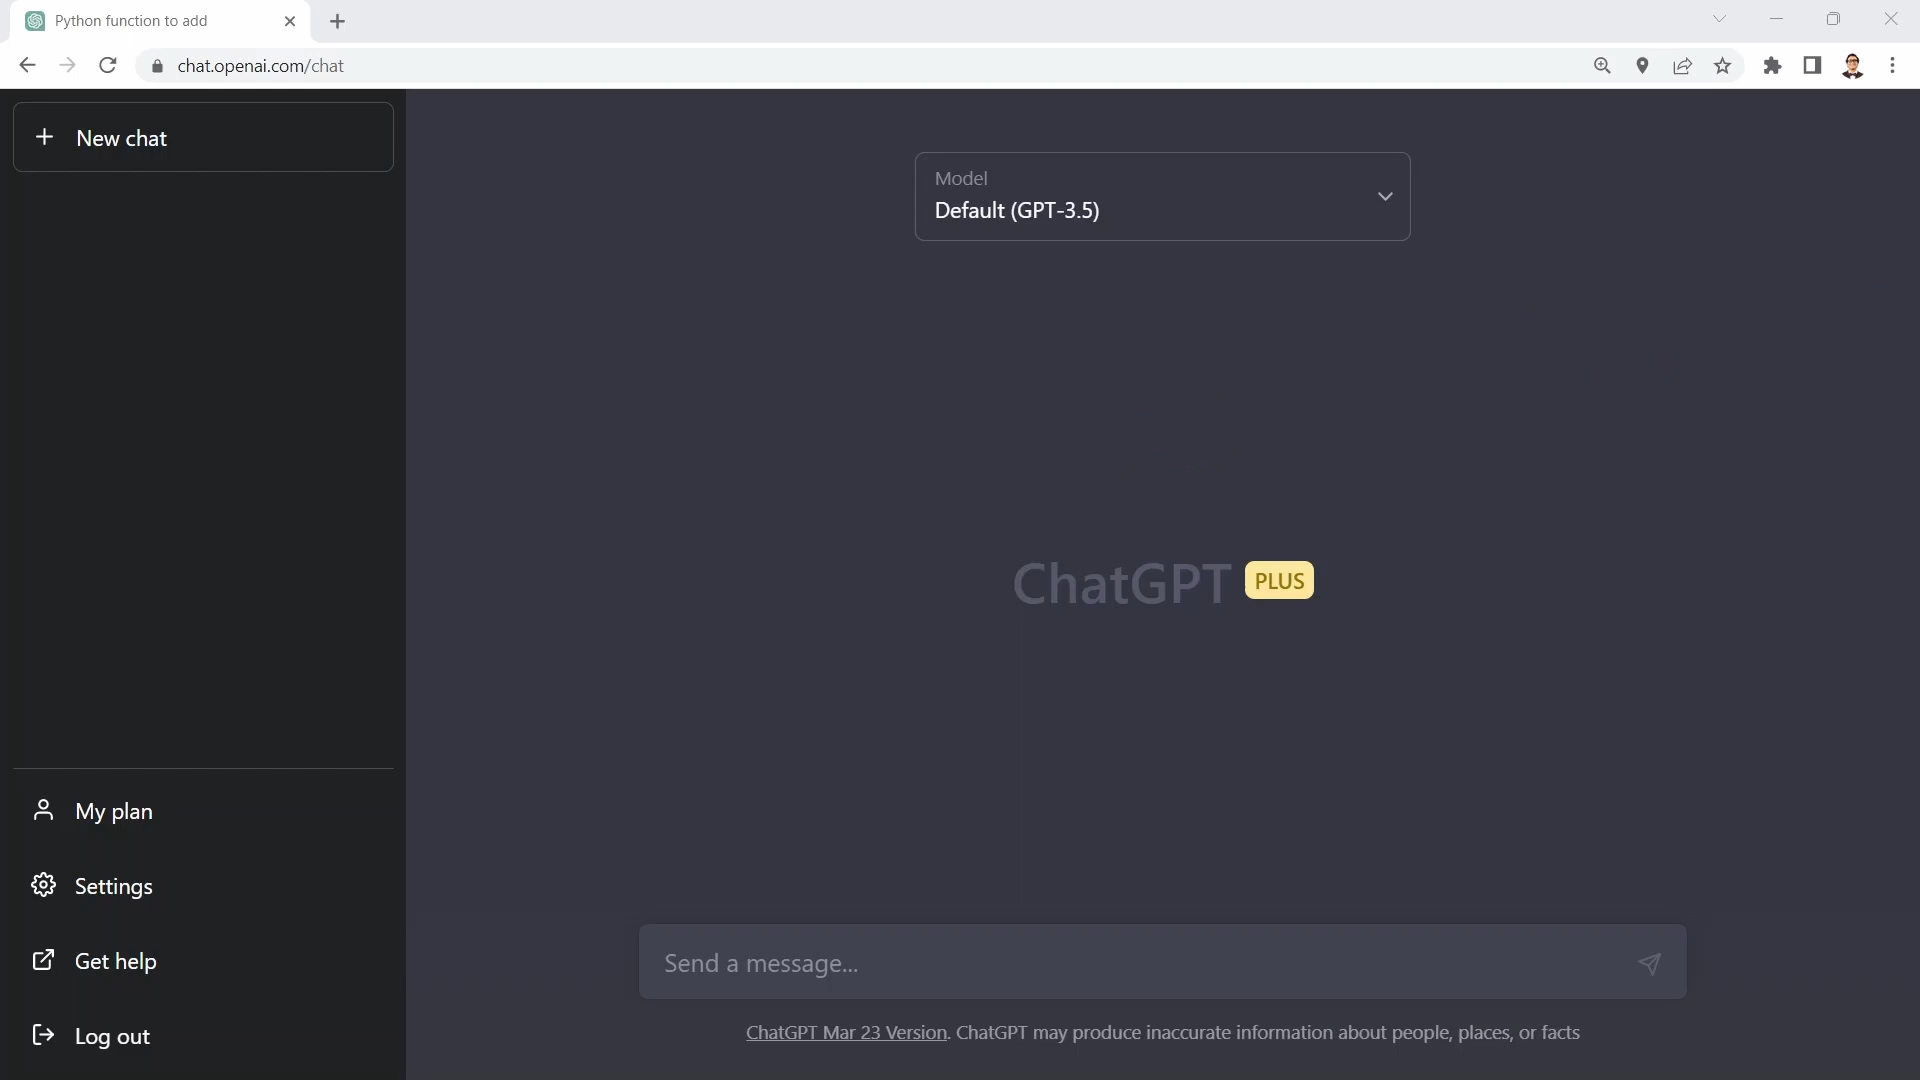 Python function to add
chat.openai.com/chat
New chat
Model
Default (GPT-3.5)
ChatGPT PLUS
My plan
Settings
Get help
Log out
Send a message...
ChatGPT Mar 23 Version. ChatGPT may produce inaccurate information about people, places, or facts